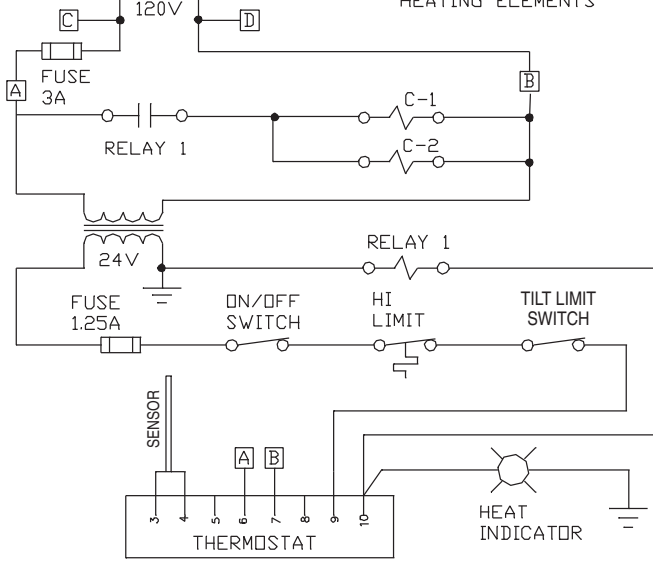 HEATING ELEMENTS
C
120V
D
FUSE
3A
A
B
C-1
RELAY 1
C-2
24V
RELAY 1
FUSE
1.25A
ON/OFF
SWITCH
HI
LIMIT
TILT LIMIT
SWITCH
SENSOR
A
B
3
4
5
6
7
8
9
10
THERMOSTAT
HEAT
INDICATOR